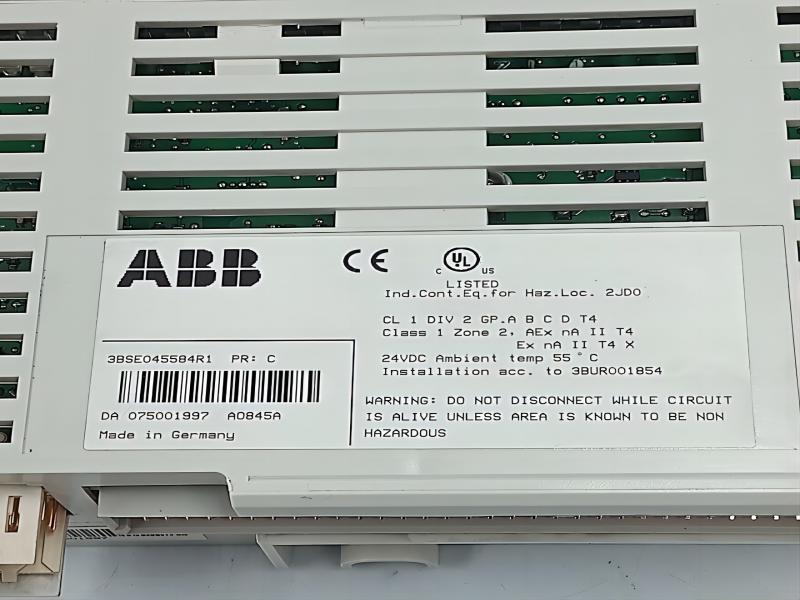 ABB
CE
C UL US
LISTED
Ind.Cont.Eq.for Haz.Loc. 2JD0
CL 1 DIV 2 GP.A B C D T4
Class 1 Zone 2, AEx nA II T4
Ex nA II T4 X
24VDC Ambient temp 55°C
Installation acc. to 3BUR001854
WARNING: DO NOT DISCONNECT WHILE CIRCUIT
IS ALIVE UNLESS AREA IS KNOWN TO BE NON
HAZARDOUS
3BSE045584R1 PR: C
DA 075001997 A0845A
Made in Germany